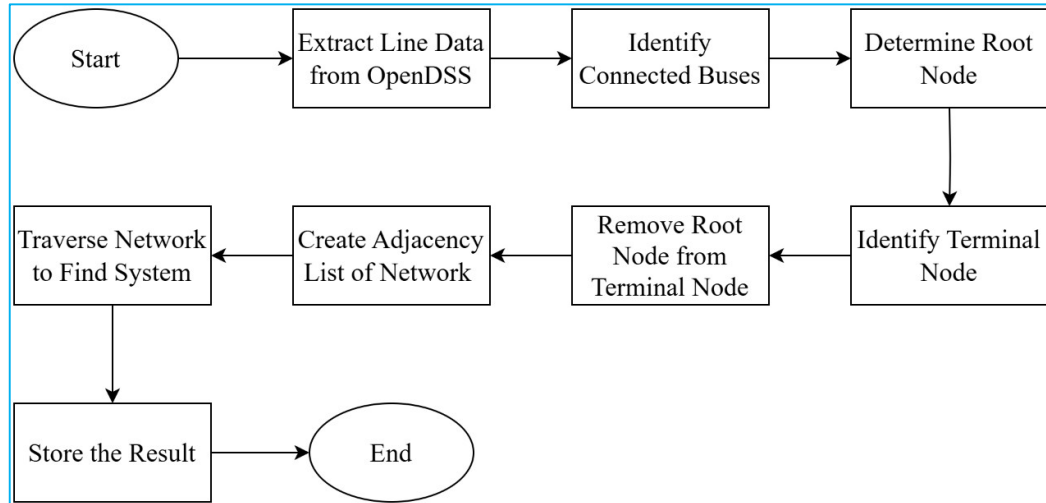 Start
Extract Line Data
from OpenDSS
Identify
Connected Buses
Determine Root
Node
Identify Terminal
Node
Remove Root
Node from
Terminal Node
Create Adjacency
List of Network
Traverse Network
to Find System
Store the Result
End